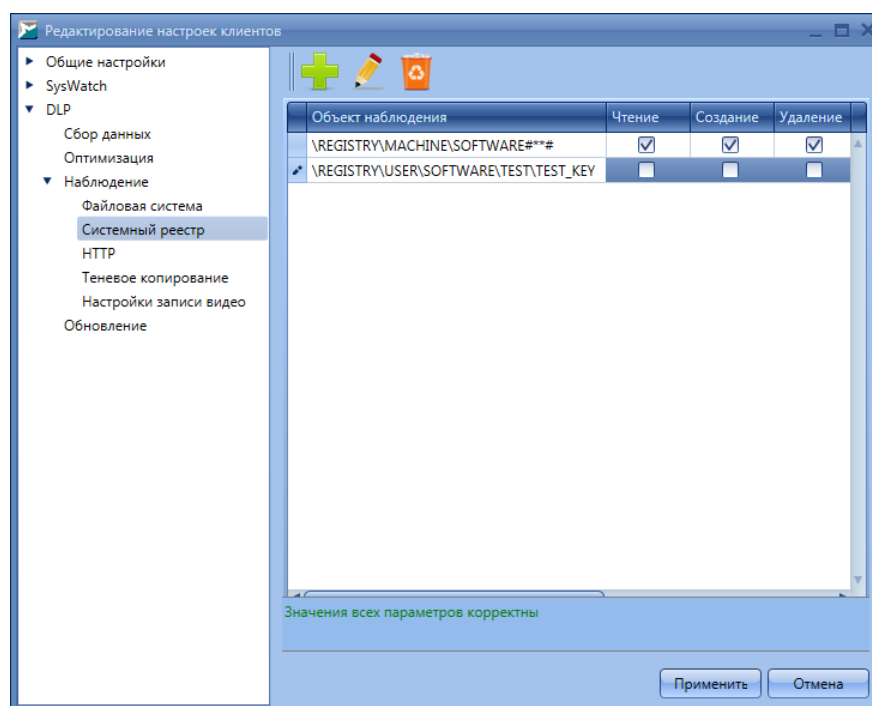 Редактирование настроек клиентов
Общие настройки
SysWatch
DLP
Сбор данных
Оптимизация
Наблюдение
Файловая система
Системный реестр
HTTP
Теневое копирование
Настройки записи видео
Обновление
Объект наблюдения Чтение Создание Удаление
\REGISTRY\MACHINE\SOFTWARE#**#
\REGISTRY\USER\SOFTWARE\TEST\TEST_KEY
Значения всех параметров корректны
Применить Отмена